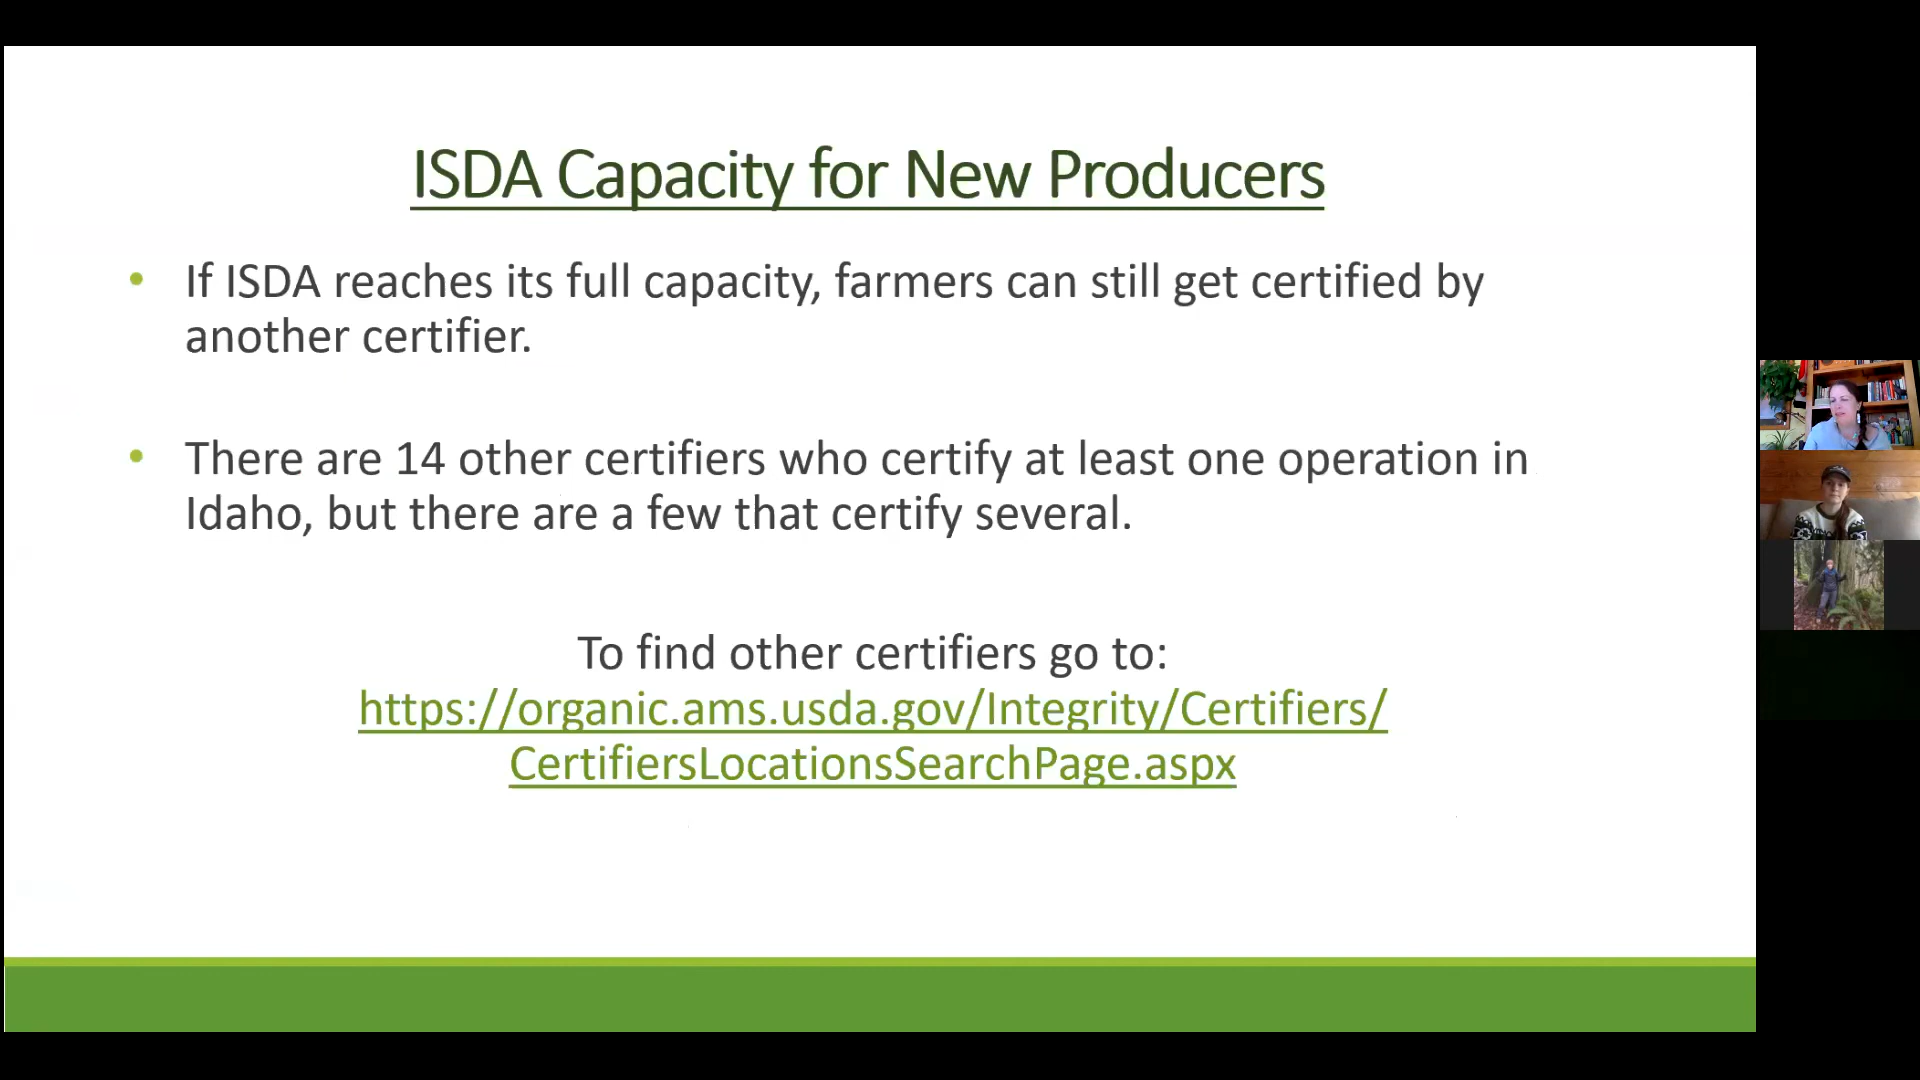 ISDA Capacity for New Producers
• If ISDA reaches its full capacity, farmers can still get certified by
another certifier.
• There are 14 other certifiers who certify at least one operation in
Idaho, but there are a few that certify several.
To find other certifiers go to:
https://organic.ams.usda.gov/Integrity/Certifiers/
CertifiersLocationsSearchPage.aspx